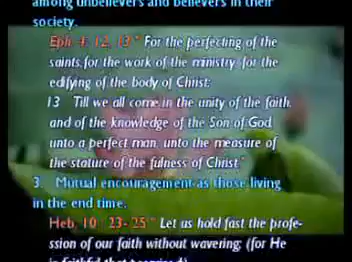 among unbelievers and believers in their
society.
Eph 4: 12, 13 " For the perfecting of the
saints, for the work of the ministry for the
edifying of the body of Christ:
13 Till we all come in the unity of the faith,
and of the knowledge of the Son of God,
unto a perfect man, unto the measure of
the stature of the fulness of Christ."
3. Mutual encouragement as those living
in the end time.
Heb. 10 : 23- 25 " Let us hold fast the profe-
ssion of our faith without wavering; (for He
is faithful that